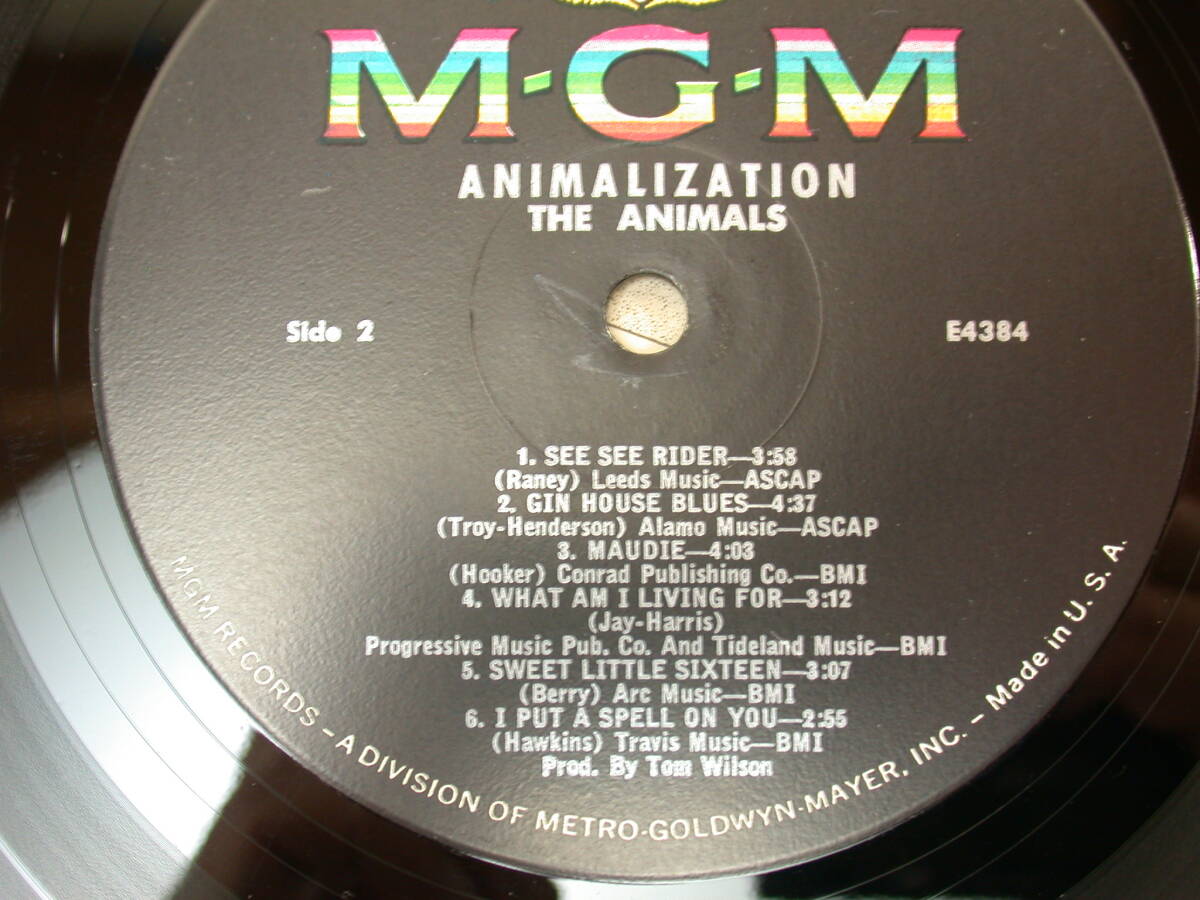 M-G-M
ANIMALIZATION
THE ANIMALS
Side 2
E4384
1. SEE SEE RIDER—3:58
(Raney) Leeds Music—ASCAP
2. GIN HOUSE BLUES—4:37
(Troy-Henderson) Alamo Music—ASCAP
3. MAUDIE—4:03
(Hooker) Conrad Publishing Co.—BMI
4. WHAT AM I LIVING FOR—3:12
(Jay-Harris)
Progressive Music Pub. Co. And Tideland Music—BMI
5. SWEET LITTLE SIXTEEN—3:07
(Berry) Arc Music—BMI
6. I PUT A SPELL ON YOU—2:55
(Hawkins) Travis Music—BMI
Prod. By Tom Wilson
MGM RECORDS – A DIVISION OF METRO-GOLDWYN-MAYER, INC. – Made in U. S. A.